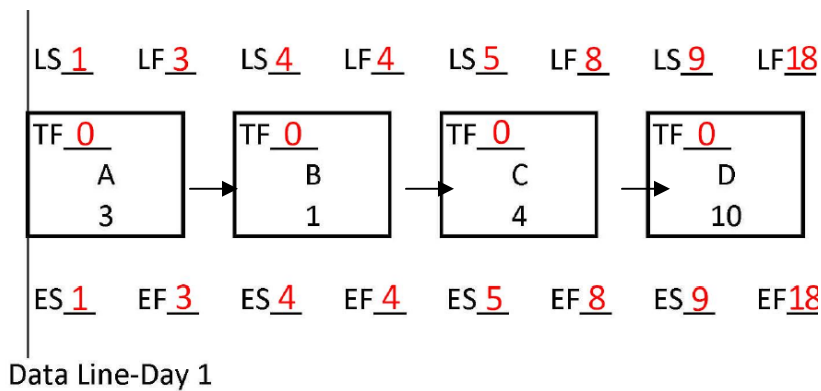 LS 1 LF 3 LS 4 LF 4 LS 5 LF 8 LS 9 LF 18
TF 0 TF 0 TF 0 TF 0
A B C D
3 1 4 10
ES 1 EF 3 ES 4 EF 4 ES 5 EF 8 ES 9 EF 18
Data Line-Day 1